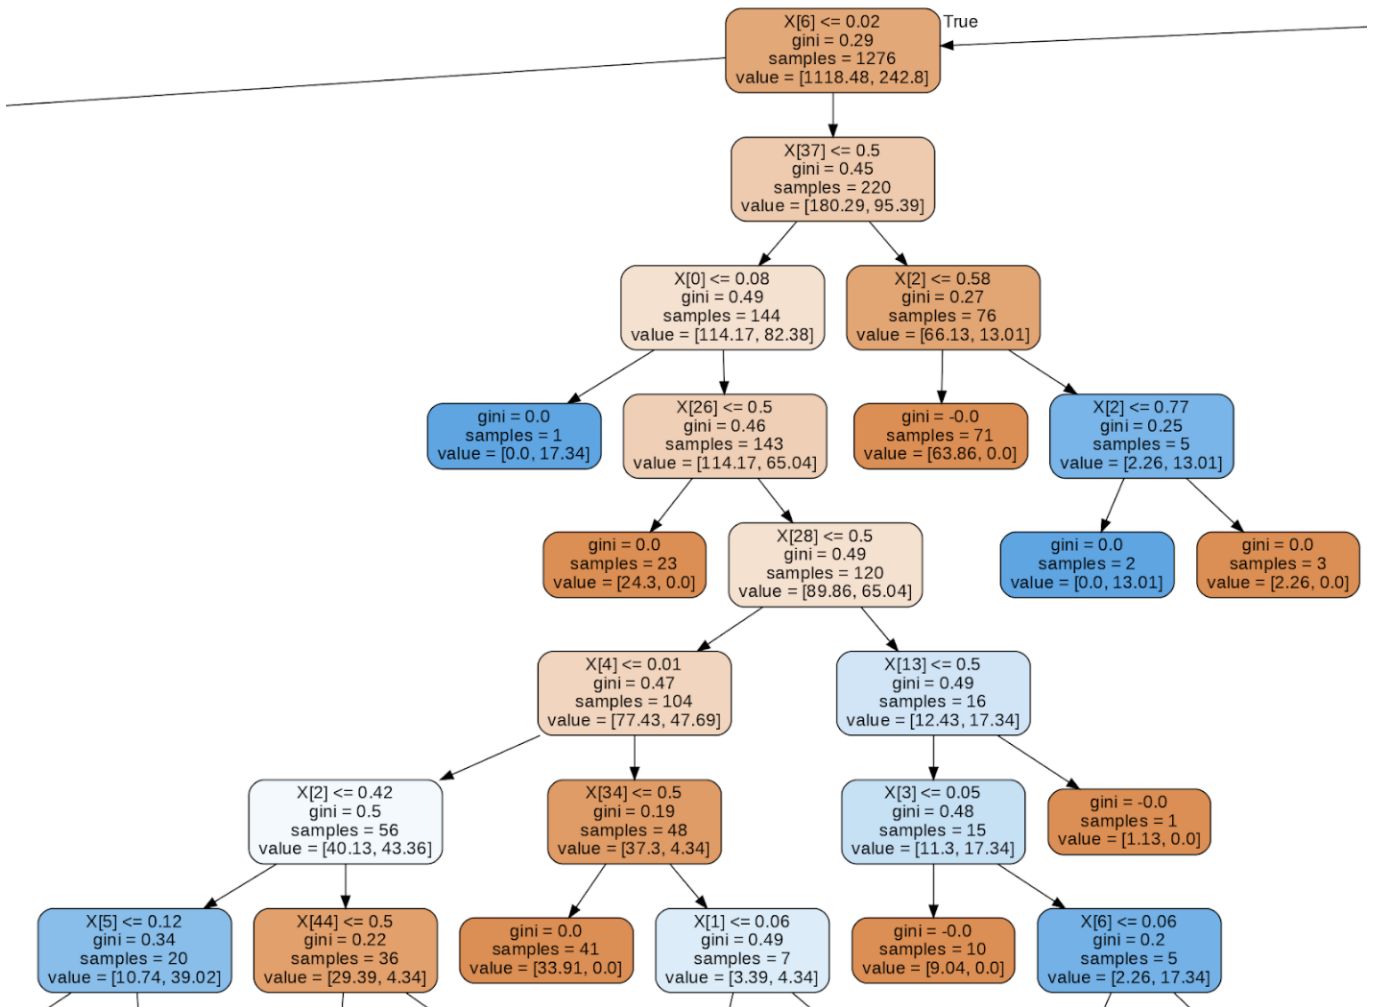 X[6] <= 0.02
gini = 0.29
samples = 1276
value = [1118.48, 242.8]
True
X[37] <= 0.5
gini = 0.45
samples = 220
value = [180.29, 95.39]
X[0] <= 0.08
gini = 0.49
samples = 144
value = [114.17, 82.38]
X[2] <= 0.58
gini = 0.27
samples = 76
value = [66.13, 13.01]
gini = 0.0
samples = 1
value = [0.0, 17.34]
X[26] <= 0.5
gini = 0.46
samples = 143
value = [114.17, 65.04]
gini = -0.0
samples = 71
value = [63.86, 0.0]
X[2] <= 0.77
gini = 0.25
samples = 5
value = [2.26, 13.01]
gini = 0.0
samples = 23
value = [24.3, 0.0]
X[28] <= 0.5
gini = 0.49
samples = 120
value = [89.86, 65.04]
gini = 0.0
samples = 2
value = [0.0, 13.01]
gini = 0.0
samples = 3
value = [2.26, 0.0]
X[4] <= 0.01
gini = 0.47
samples = 104
value = [77.43, 47.69]
X[13] <= 0.5
gini = 0.49
samples = 16
value = [12.43, 17.34]
X[2] <= 0.42
gini = 0.5
samples = 56
value = [40.13, 43.36]
X[34] <= 0.5
gini = 0.19
samples = 48
value = [37.3, 4.34]
X[3] <= 0.05
gini = 0.48
samples = 15
value = [11.3, 17.34]
gini = -0.0
samples = 1
value = [1.13, 0.0]
X[5] <= 0.12
gini = 0.34
samples = 20
value = [10.74, 39.02]
X[44] <= 0.5
gini = 0.22
samples = 36
value = [29.39, 4.34]
gini = 0.0
samples = 41
value = [33.91, 0.0]
X[1] <= 0.06
gini = 0.49
samples = 7
value = [3.39, 4.34]
gini = -0.0
samples = 10
value = [9.04, 0.0]
X[6] <= 0.06
gini = 0.2
samples = 5
value = [2.26, 17.34]